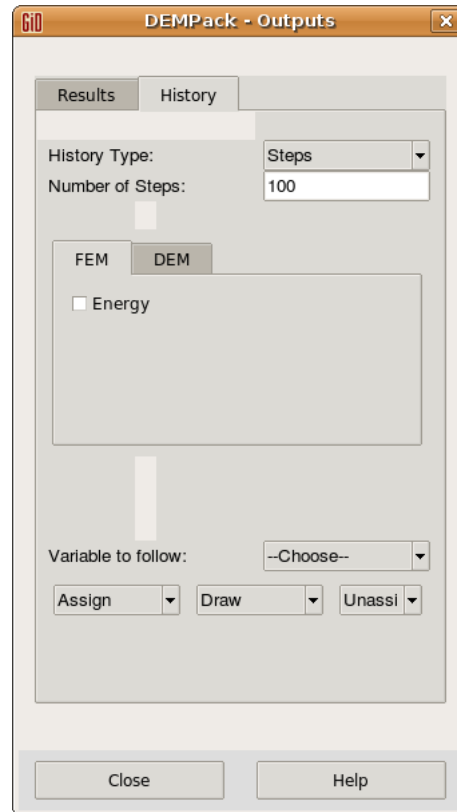 GiD DEMPack - Outputs
Results History
History Type: Steps
Number of Steps: 100
FEM DEM
Energy
Variable to follow: --Choose--
Assign Draw Unassi
Close Help